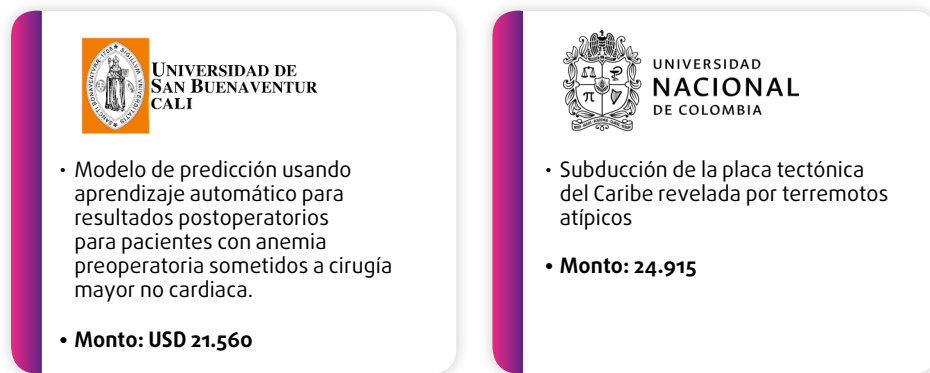 UNIVERSIDAD DE
SAN BUENAVENTUR
CALI
• Modelo de predicción usando
aprendizaje automático para
resultados postoperatorios
para pacientes con anemia
preoperatoria sometidos a cirugía
mayor no cardiaca.
• Monto: USD 21.560
UNIVERSIDAD
NACIONAL
DE COLOMBIA
• Subducción de la placa tectónica
del Caribe revelada por terremotos
atípicos
• Monto: 24.915